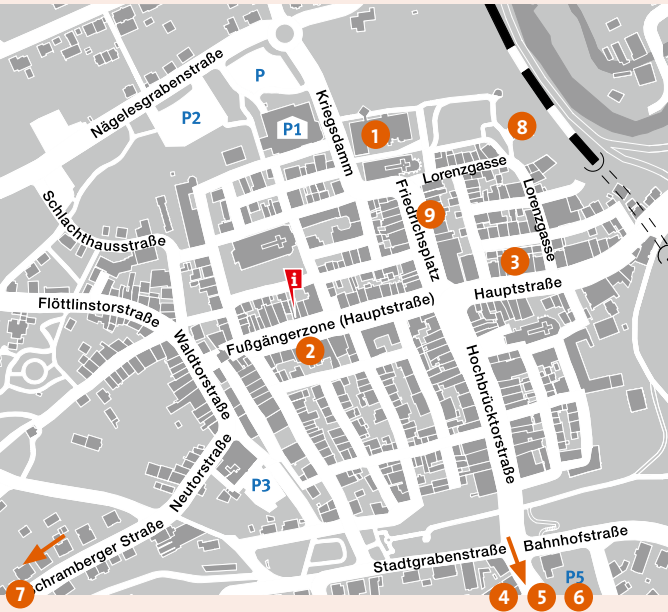 P
Nägelesgrabenstraße
P2
P1
Kriegsdamm
1
8
Lorenzgasse
Lorenzgasse
Schlachthausstraße
Friedrichsplatz
9
3
i
Hauptstraße
Flöttlinstorstraße
Fußgängerzone (Hauptstraße)
2
Waldtorstraße
Hochbrücktorstraße
Neutorstraße
P3
chramberger Straße
Stadtgrabenstraße
Bahnhofstraße
P5
7
4
5
6